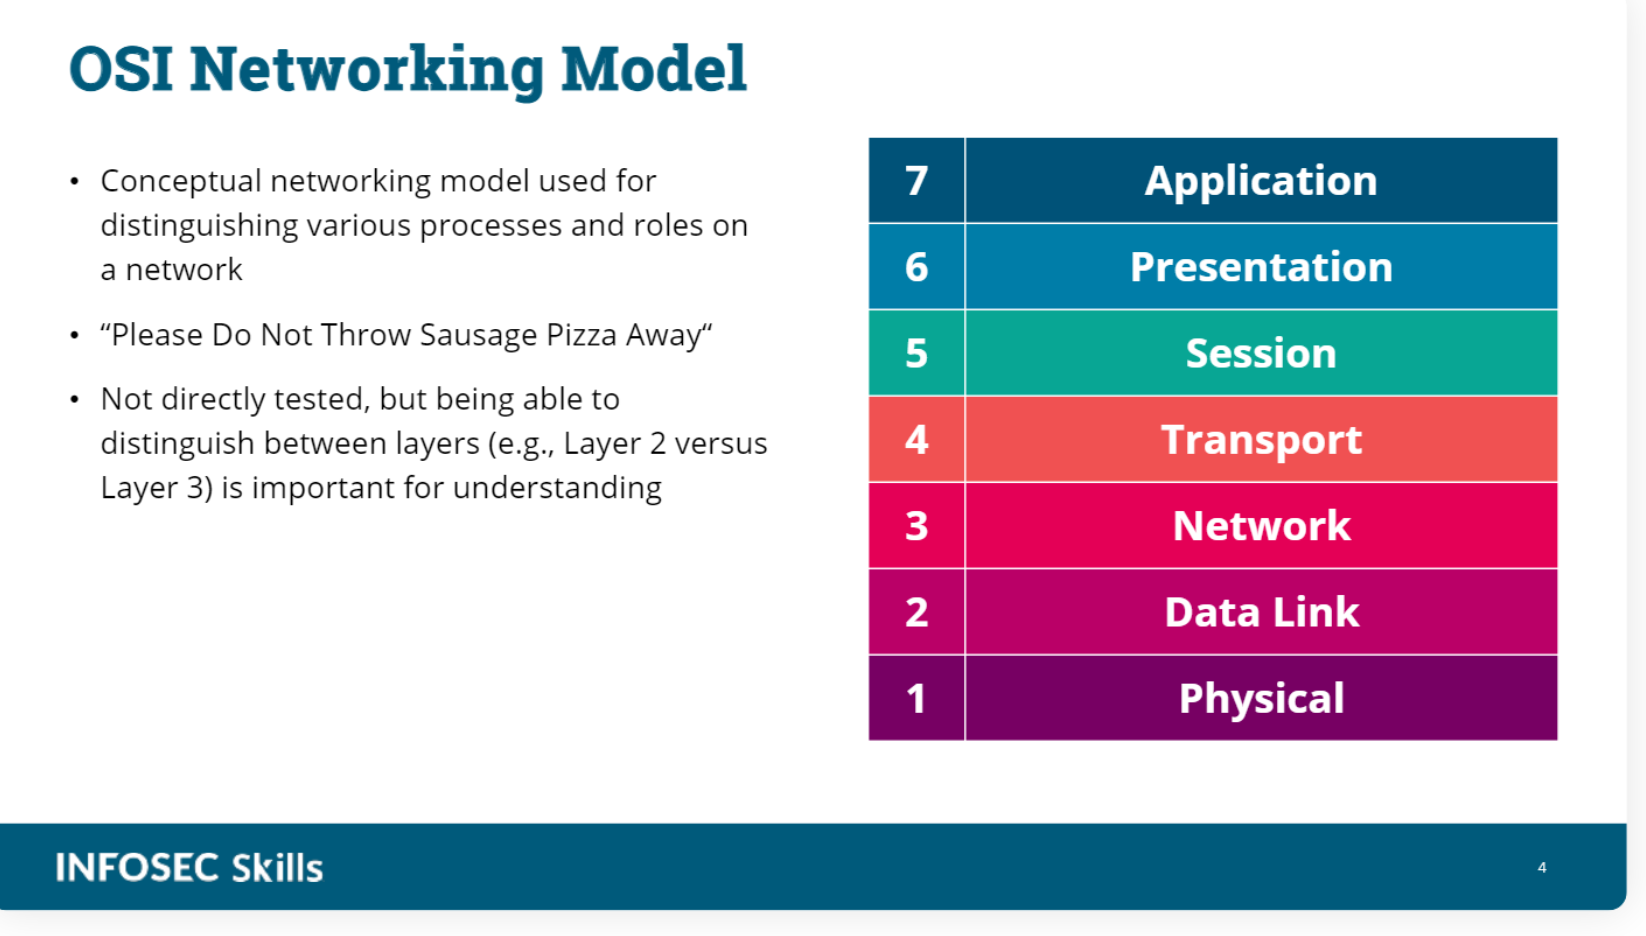 OSI Networking Model
• Conceptual networking model used for
distinguishing various processes and roles on
a network
• “Please Do Not Throw Sausage Pizza Away“
• Not directly tested, but being able to
distinguish between layers (e.g., Layer 2 versus
Layer 3) is important for understanding
7 Application
6 Presentation
5 Session
4 Transport
3 Network
2 Data Link
1 Physical
INFOSEC Skills
4